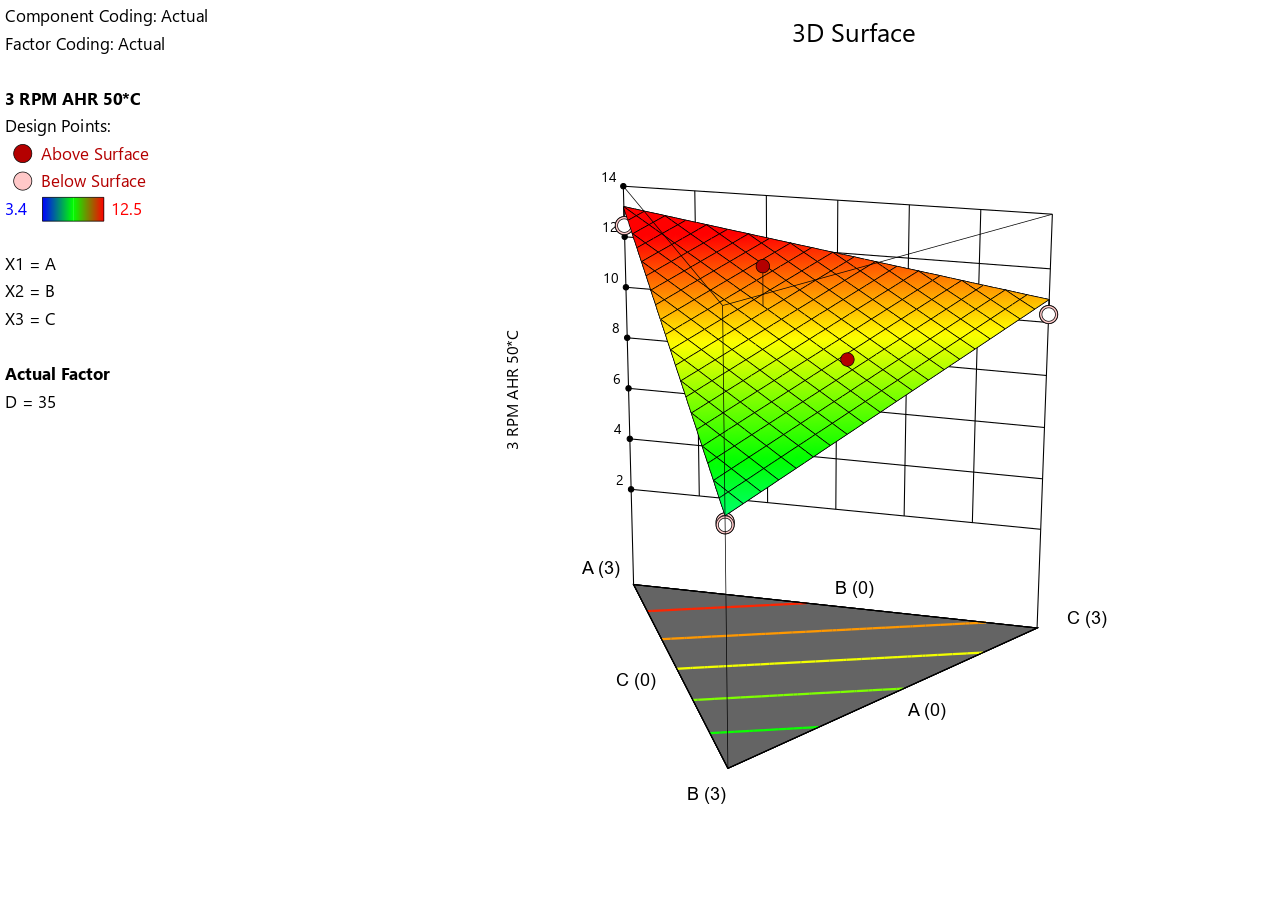 Component Coding: Actual
Factor Coding: Actual
3D Surface
3 RPM AHR 50*C
Design Points:
Above Surface
Below Surface
3.4 12.5
X1 = A
X2 = B
X3 = C
Actual Factor
D = 35
14
12
10
8
6
4
2
3 RPM AHR 50*C
A (3)
B (0)
C (3)
C (0)
A (0)
B (3)